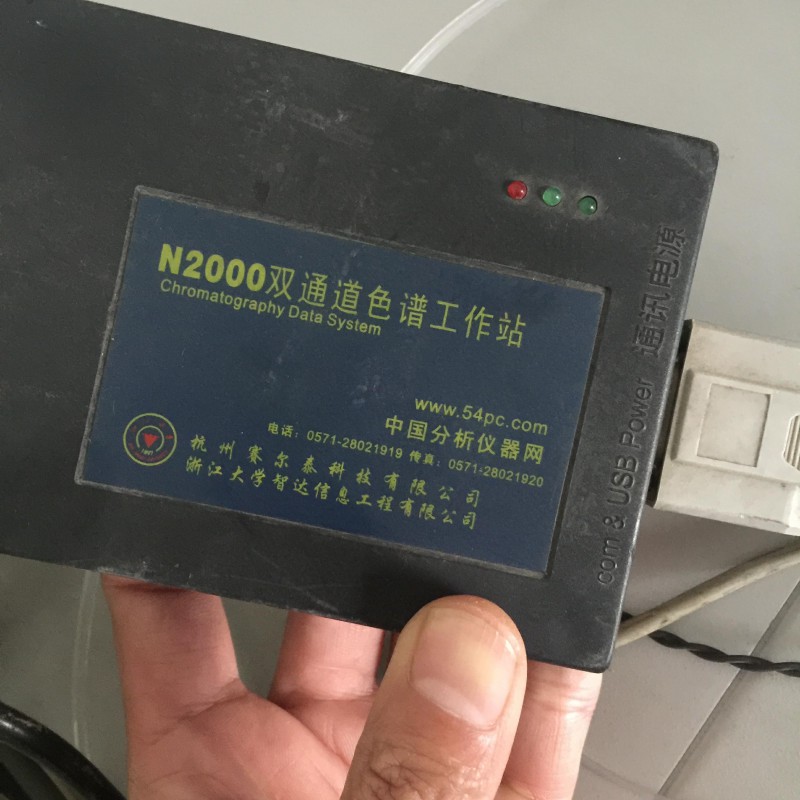 N2000双通道色谱工作站
Chromatography Data System
www.54pc.com
中国分析仪器网
电话：0571-28021919 传真：0571-28021920
杭州赛尔泰科技有限公司
浙江大学智达信息工程有限公司
com & USB Power 通讯电源